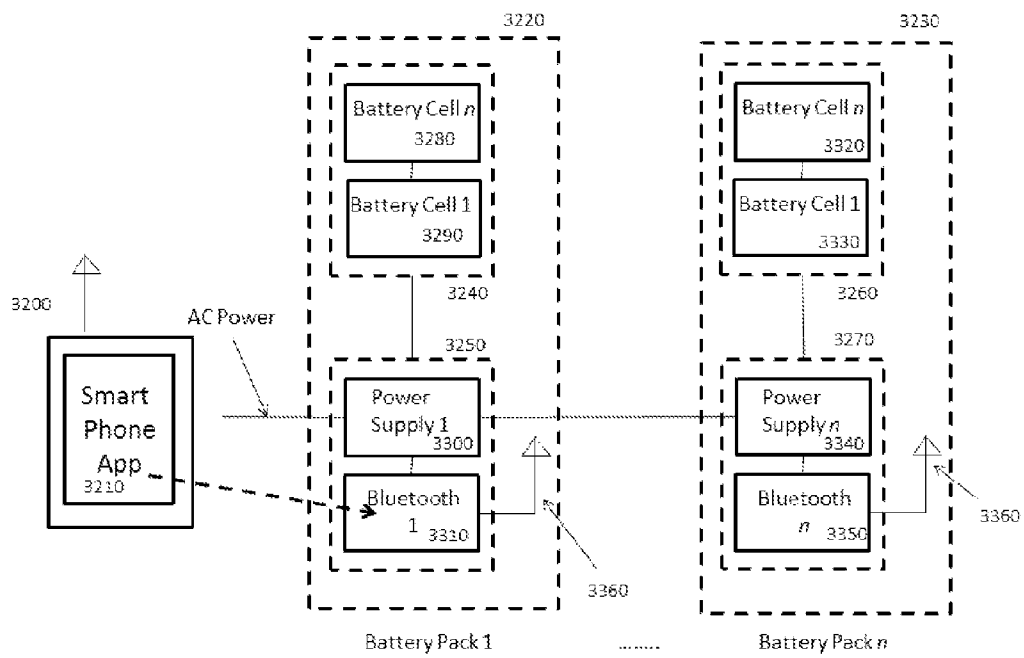 3220
3230
Battery Cell n
3280
Battery Cell 1
3290
3240
Battery Cell n
3320
Battery Cell 1
3330
3260
3200
AC Power
3250
3270
Smart
Phone
App
3210
Power
Supply 1
3300
Bluetooth
1
3310
3360
Power
Supply n
3340
Bluetooth
n
3350
3360
Battery Pack 1
........
Battery Pack n